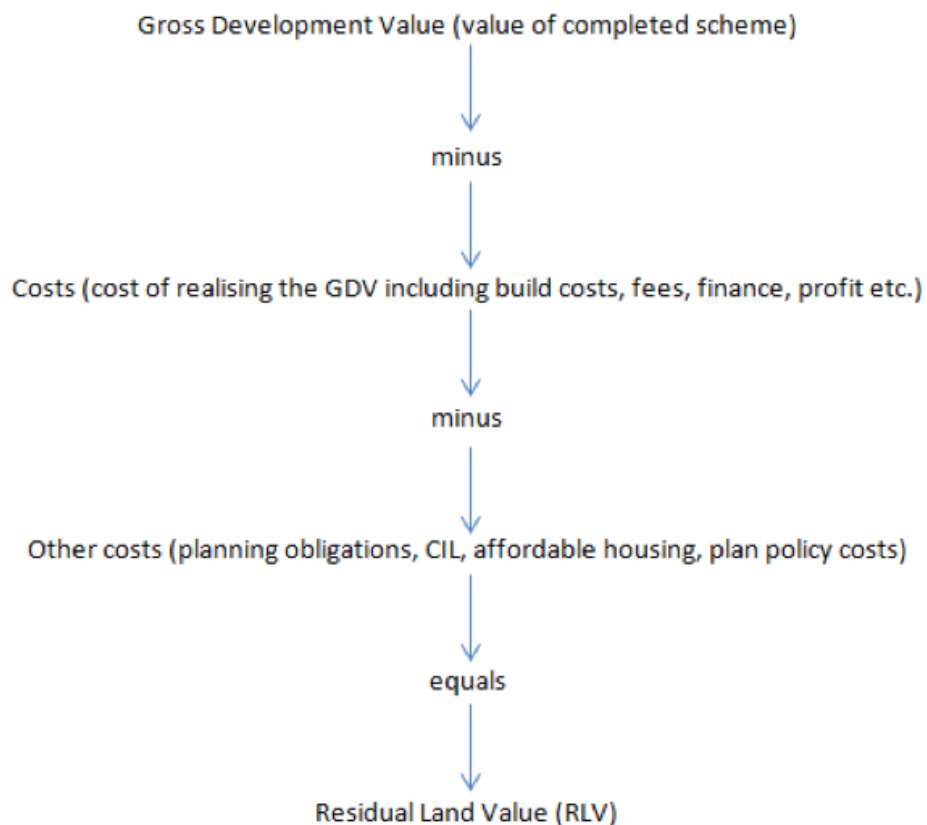 Gross Development Value (value of completed scheme)
minus
Costs (cost of realising the GDV including build costs, fees, finance, profit etc.)
minus
Other costs (planning obligations, CIL, affordable housing, plan policy costs)
equals
Residual Land Value (RLV)